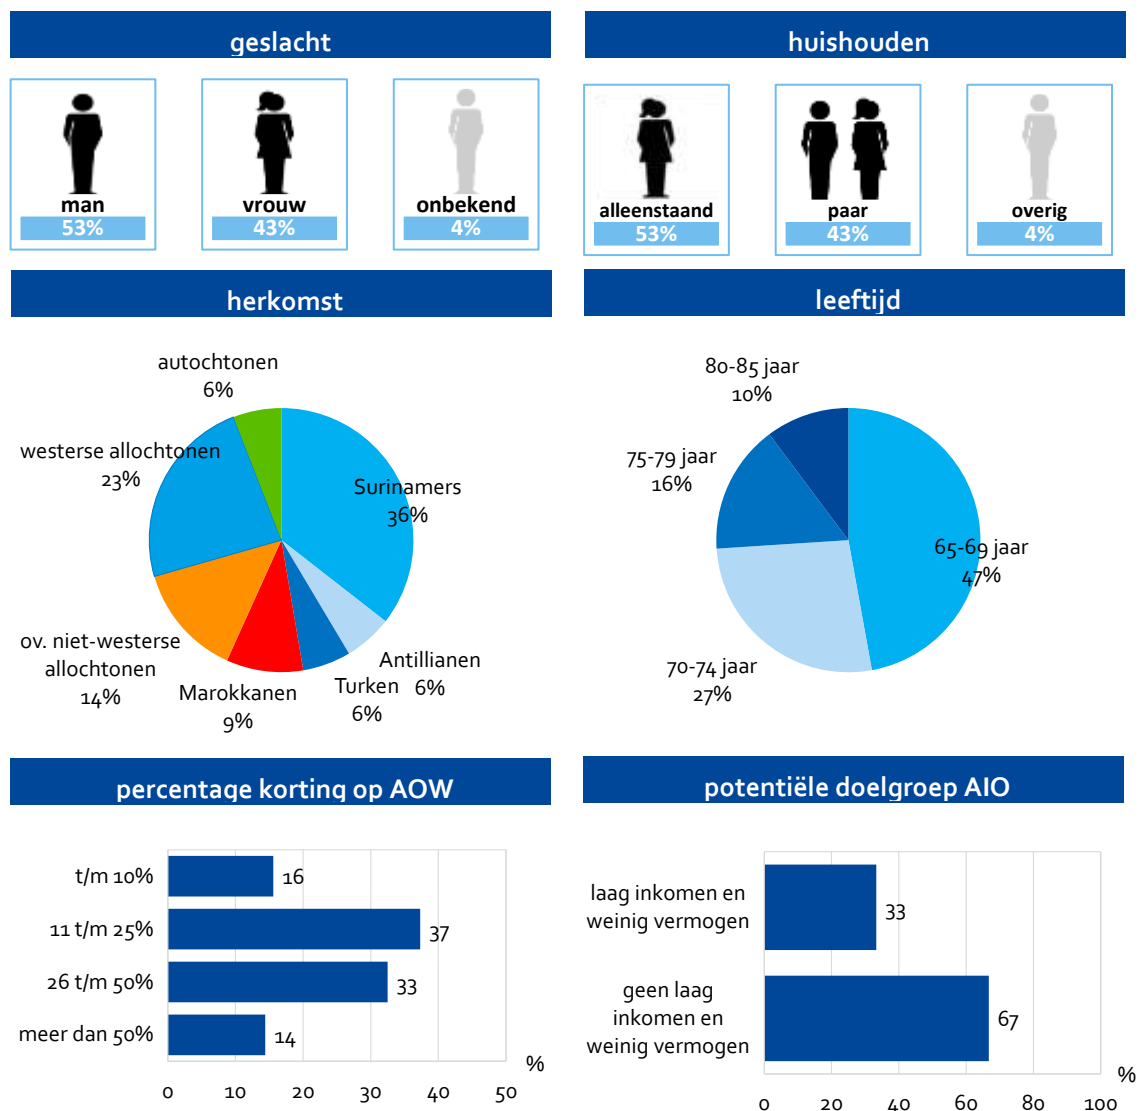 geslacht
man
53%
vrouw
43%
onbekend
4%
huishouden
alleenstaand
53%
paar
43%
overig
4%
herkomst
autochtonen
6%
westerse allochtonen
23%
Surinamers
36%
ov. niet-westerse
allochtonen
14%
Marokkanen
9%
Turken
6%
Antillianen
6%
leeftijd
80-85 jaar
10%
75-79 jaar
16%
65-69 jaar
47%
70-74 jaar
27%
percentage korting op AOW
t/m 10%
16
11 t/m 25%
37
26 t/m 50%
33
meer dan 50%
14
%
0 10 20 30 40 50
potentiële doelgroep AIO
laag inkomen en
weinig vermogen
33
geen laag
inkomen en
weinig vermogen
67
%
0 20 40 60 80 100